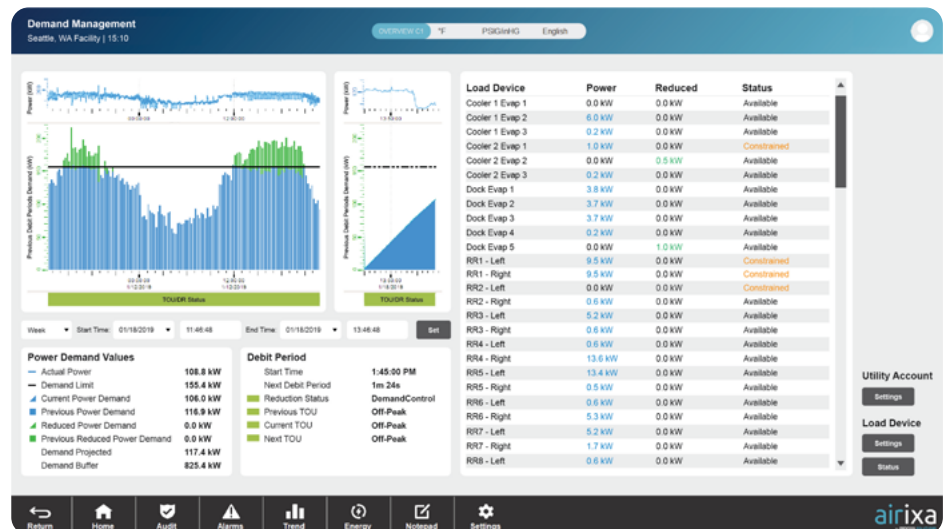 Demand Management
Seattle, WA Facility | 15:10
OVERVIEW C1 °F PSIG/inHG English
Power (kW)
Previous Debit Periods Demand (kW)
TOU/DR Status
Power (kW)
Previous Debit Periods Demand (kW)
TOU/DR Status
Week Start Time: 01/18/2019 11:46:48 End Time: 01/18/2019 13:46:48 Set
Power Demand Values
Actual Power 108.8 kW
Demand Limit 155.4 kW
Current Power Demand 106.0 kW
Previous Power Demand 116.9 kW
Reduced Power Demand 0.0 kW
Previous Reduced Power Demand 0.0 kW
Demand Projected 117.4 kW
Demand Buffer 825.4 kW
Debit Period
Start Time 1:45:00 PM
Next Debit Period 1m 24s
Reduction Status DemandControl
Previous TOU Off-Peak
Current TOU Off-Peak
Next TOU Off-Peak
Load Device Power Reduced Status
Cooler 1 Evap 1 0.0 kW 0.0 kW Available
Cooler 1 Evap 2 6.0 kW 0.0 kW Available
Cooler 1 Evap 3 0.2 kW 0.0 kW Available
Cooler 2 Evap 1 1.0 kW 0.0 kW Constrained
Cooler 2 Evap 2 0.0 kW 0.5 kW Available
Cooler 2 Evap 3 0.2 kW 0.0 kW Available
Dock Evap 1 3.8 kW 0.0 kW Available
Dock Evap 2 3.7 kW 0.0 kW Available
Dock Evap 3 3.7 kW 0.0 kW Available
Dock Evap 4 0.2 kW 0.0 kW Available
Dock Evap 5 0.0 kW 1.0 kW Available
RR1 - Left 9.5 kW 0.0 kW Constrained
RR1 - Right 9.5 kW 0.0 kW Constrained
RR2 - Left 0.0 kW 0.0 kW Constrained
RR2 - Right 0.6 kW 0.0 kW Available
RR3 - Left 5.2 kW 0.0 kW Available
RR3 - Right 0.6 kW 0.0 kW Available
RR4 - Left 0.6 kW 0.0 kW Available
RR4 - Right 13.6 kW 0.0 kW Available
RR5 - Left 13.4 kW 0.0 kW Available
RR5 - Right 0.5 kW 0.0 kW Available
RR6 - Left 0.6 kW 0.0 kW Available
RR6 - Right 5.3 kW 0.0 kW Available
RR7 - Left 5.2 kW 0.0 kW Available
RR7 - Right 1.7 kW 0.0 kW Available
RR8 - Left 0.6 kW 0.0 kW Available
Utility Account
Settings
Load Device
Settings
Status
Return Home Audit Alarms Trend Energy Notepad Settings
airixa